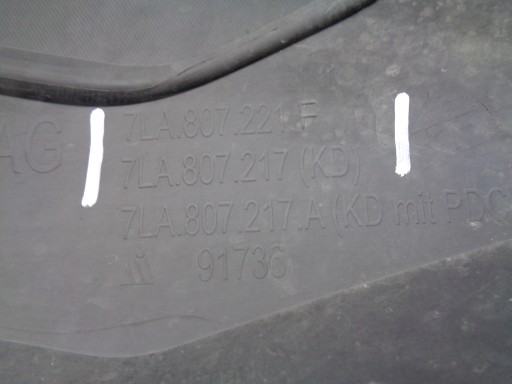 AG
7LA.807.221 F
7LA.807.217 (KD)
7LA.807.217.A (KD mit PDC
91736